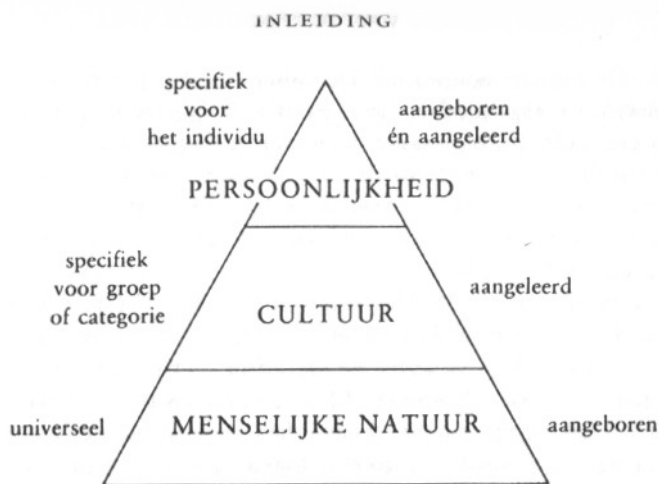 INLEIDING
specifiek
voor
het individu
aangeboren
én aangeleerd
PERSOONLIJKHEID
specifiek
voor groep
of categorie
CULTUUR
aangeleerd
universeel
MENSELIJKE NATUUR
aangeboren